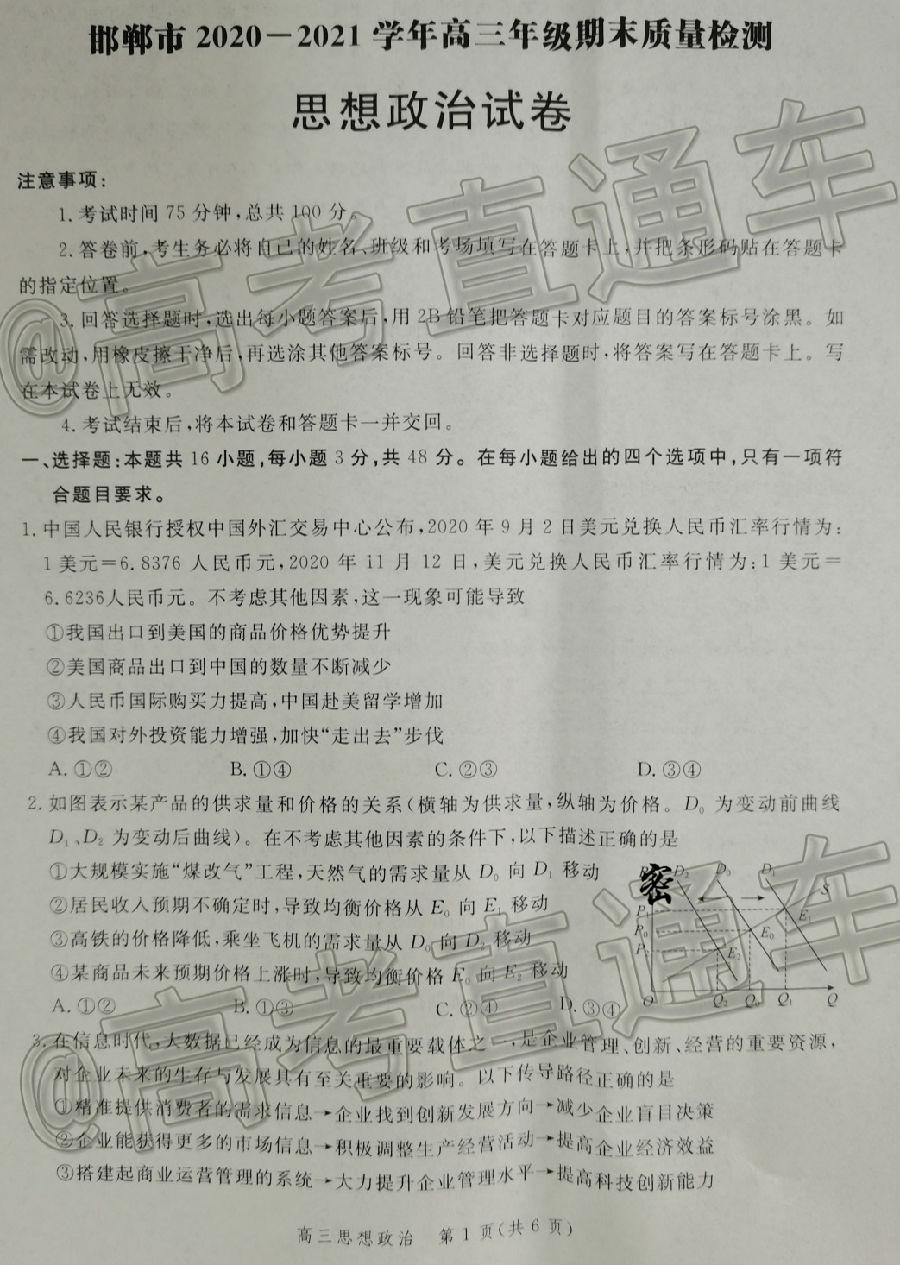 邯郸市 2020－2021 学年高三年级期末质量检测
思想政治试卷
注意事项：
1.考试时间 75 分钟，总共 100 分。
2.答卷前，考生务必将自己的姓名、班级和考场填写在答题卡上，并把条形码贴在答题卡
的指定位置。
3.回答选择题时，选出每小题答案后，用 2B 铅笔把答题卡对应题目的答案标号涂黑。如
需改动，用橡皮擦干净后，再选涂其他答案标号。回答非选择题时，将答案写在答题卡上。写
在本试卷上无效。
4.考试结束后，将本试卷和答题卡一并交回。
一、选择题：本题共 16 小题，每小题 3 分，共 48 分。在每小题给出的四个选项中，只有一项符
合题目要求。
1.中国人民银行授权中国外汇交易中心公布，2020 年 9 月 2 日美元兑换人民币汇率行情为：
1 美元＝6.8376 人民币元，2020 年 11 月 12 日，美元兑换人民币汇率行情为：1 美元＝
6.6236人民币元。不考虑其他因素，这一现象可能导致
①我国出口到美国的商品价格优势提升
②美国商品出口到中国的数量不断减少
③人民币国际购买力提高，中国赴美留学增加
④我国对外投资能力增强，加快“走出去”步伐
A.①② B.①④ C.②③ D.③④
2.如图表示某产品的供求量和价格的关系(横轴为供求量，纵轴为价格。D₀ 为变动前曲线
D₁、D₂ 为变动后曲线)。在不考虑其他因素的条件下，以下描述正确的是
①大规模实施“煤改气”工程，天然气的需求量从 D₀ 向 D₁ 移动
②居民收入预期不确定时，导致均衡价格从 E₀ 向 E₁ 移动
③高铁的价格降低，乘坐飞机的需求量从 D₀ 向 D₂ 移动
④某商品未来预期价格上涨时，导致均衡价格 E₀ 向 E₂ 移动
A.①② B.①③ C.②④ D.③④
密 D₂ D₀ D₁ S
P₀ E₁ E₀ E₂
O Q₂ Q₀ Q₁ Q
3.在信息时代，大数据已经成为信息的最重要载体之一，是企业管理、创新、经营的重要资源，
对企业未来的生存与发展具有至关重要的影响。以下传导路径正确的是
①精准提供消费者的需求信息→企业找到创新发展方向→减少企业盲目决策
②企业能获得更多的市场信息→积极调整生产经营活动→提高企业经济效益
③搭建起商业运营管理的系统→大力提升企业管理水平→提高科技创新能力
高三思想政治 第 1 页(共 6 页)
@高考直通车
@高考直通车